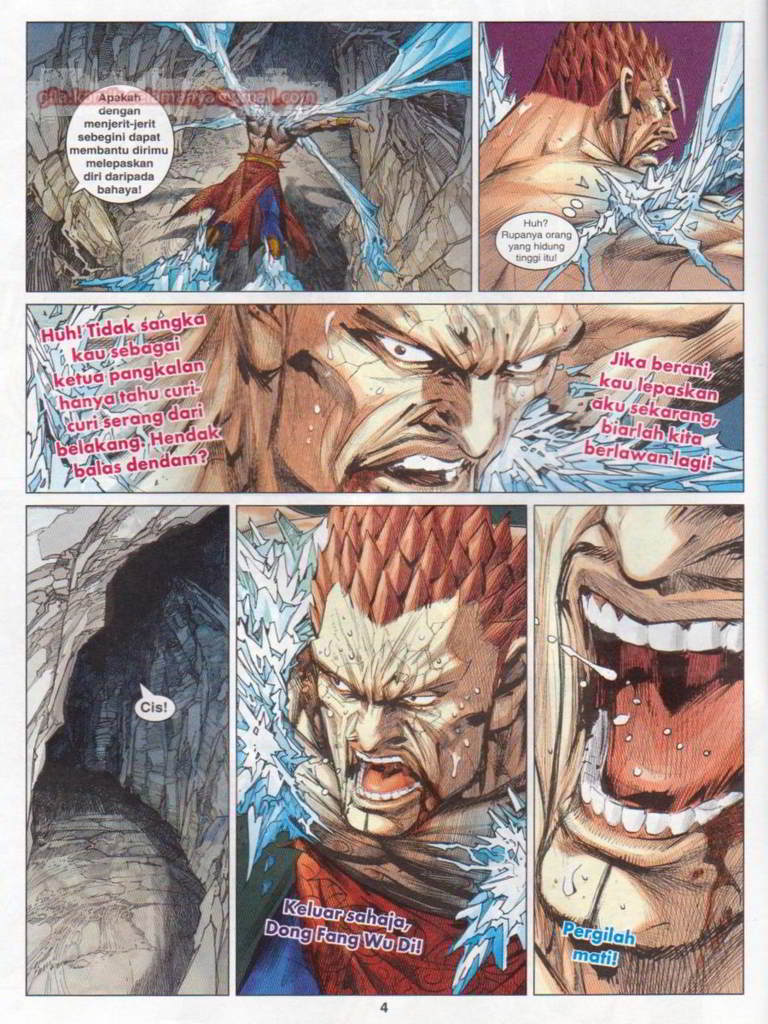 Apakah
dengan
menjerit-jerit
sebegini dapat
membantu dirimu
melepaskan
diri daripada
bahaya!
Huh?
Rupanya orang
yang hidung
tinggi itu!
Huh! Tidak sangka
kau sebagai
ketua pangkalan
hanya tahu curi-
curi serang dari
belakang. Hendak
balas dendam?
Jika berani,
kau lepaskan
aku sekarang,
biarlah kita
berlawan lagi!
Cis!
Keluar sahaja,
Dong Fang Wu Di!
Pergilah
mati!
4